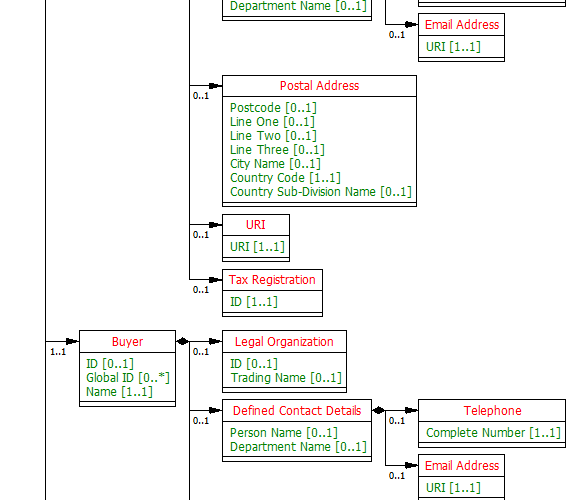 Department Name [0..1]
Email Address
0..1
URI [1..1]
Postal Address
0..1
Postcode [0..1]
Line One [0..1]
Line Two [0..1]
Line Three [0..1]
City Name [0..1]
Country Code [1..1]
Country Sub-Division Name [0..1]
URI
0..1
URI [1..1]
Tax Registration
0..1
ID [1..1]
Buyer
1..1
ID [0..1]
Global ID [0..*]
Name [1..1]
Legal Organization
0..1
ID [0..1]
Trading Name [0..1]
Defined Contact Details
0..1
Person Name [0..1]
Department Name [0..1]
Telephone
0..1
Complete Number [1..1]
Email Address
0..1
URI [1..1]